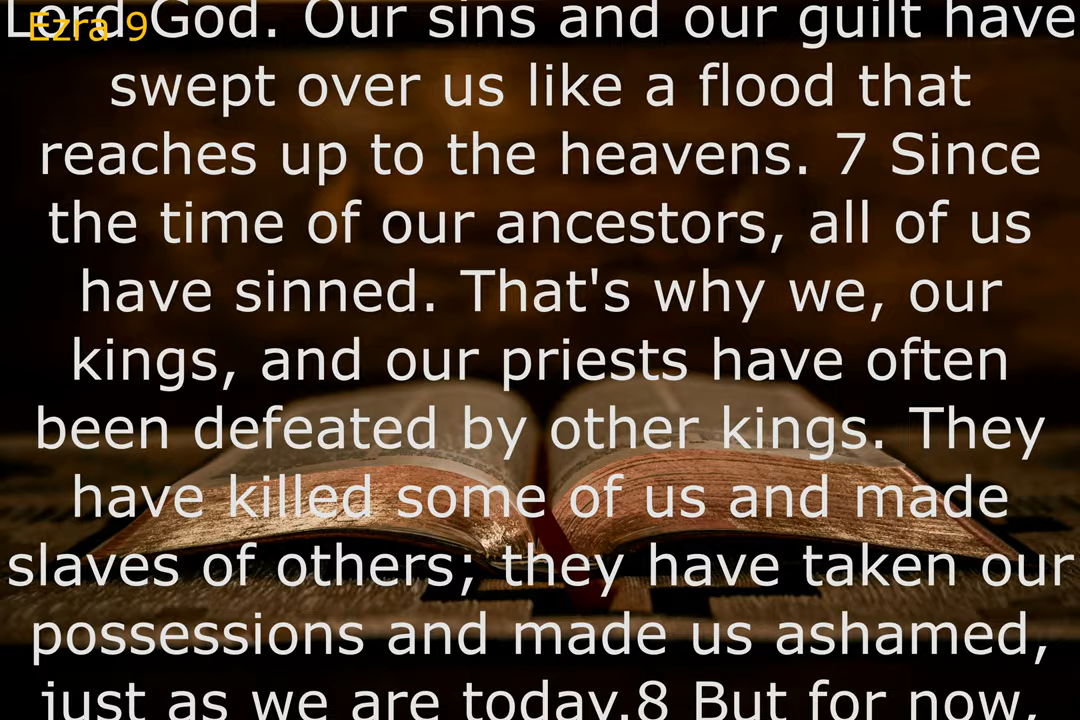 Ezra 9
Lord God. Our sins and our guilt have
swept over us like a flood that
reaches up to the heavens. 7 Since
the time of our ancestors, all of us
have sinned. That's why we, our
kings, and our priests have often
been defeated by other kings. They
have killed some of us and made
slaves of others; they have taken our
possessions and made us ashamed,
just as we are today.8 But for now,